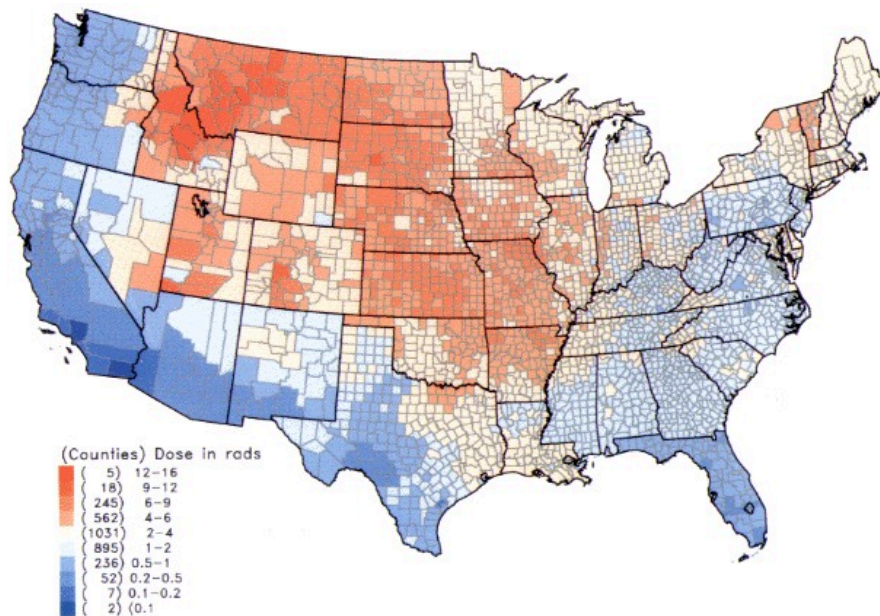 (Counties) Dose in rads
( 5) 12-16
( 18) 9-12
( 245) 6-9
( 562) 4-6
(1031) 2-4
( 895) 1-2
( 236) 0.5-1
( 52) 0.2-0.5
( 7) 0.1-0.2
( 2) (0.1